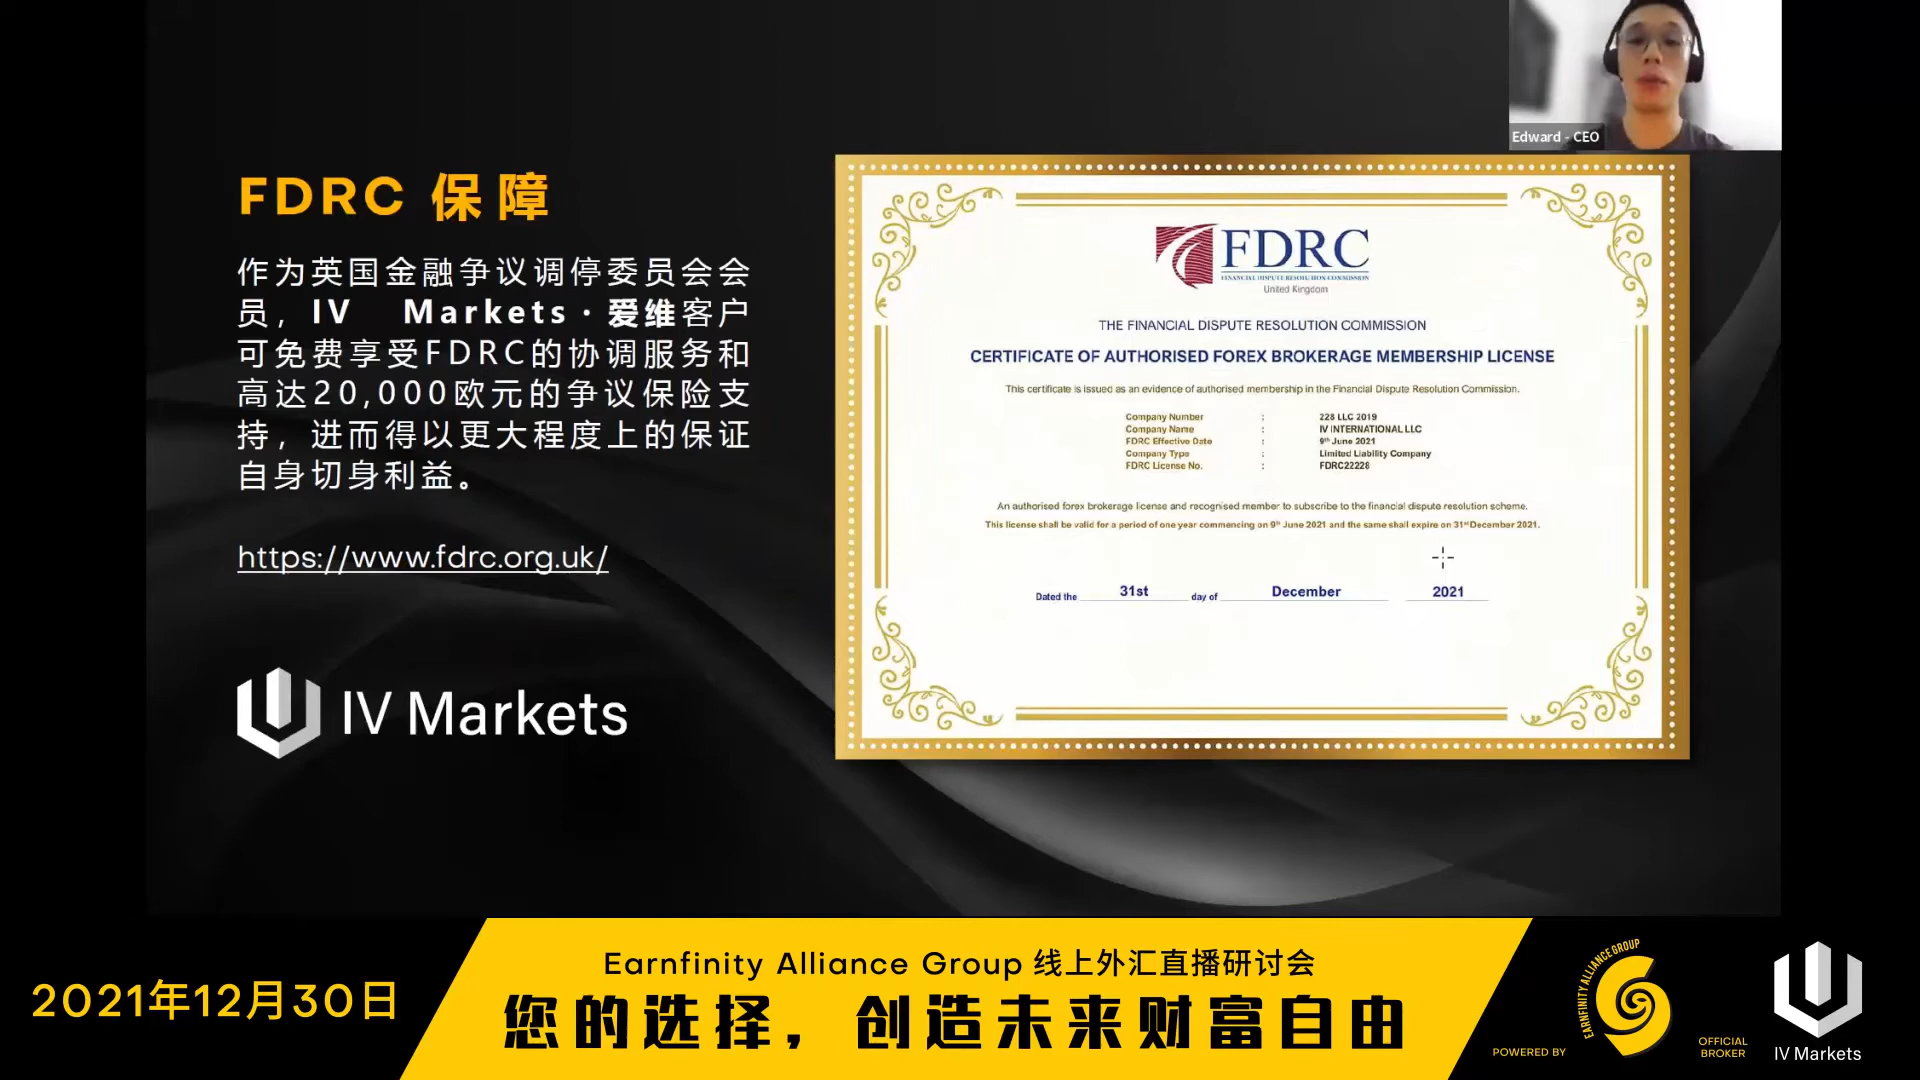 Edward - CEO
FDRC 保障
作为英国金融争议调停委员会会
员，IV Markets · 爱维客户
可免费享受FDRC的协调服务和
高达20,000欧元的争议保险支
持，进而得以更大程度上的保证
自身切身利益。
https://www.fdrc.org.uk/
IV Markets
FDRC
FINANCIAL DISPUTE RESOLUTION COMMISSION
United Kingdom
THE FINANCIAL DISPUTE RESOLUTION COMMISSION
CERTIFICATE OF AUTHORISED FOREX BROKERAGE MEMBERSHIP LICENSE
This certificate is issued as an evidence of authorised membership in the Financial Dispute Resolution Commission.
Company Number : 228 LLC 2019
Company Name : IV INTERNATIONAL LLC
FDRC Effective Date : 9th June 2021
Company Type : Limited Liability Company
FDRC License No. : FDRC22228
An authorised forex brokerage license and recognised member to subscribe to the financial dispute resolution scheme.
This license shall be valid for a period of one year commencing on 9th June 2021 and the same shall expire on 31st December 2021.
Dated the 31st day of December 2021
2021年12月30日
Earnfinity Alliance Group 线上外汇直播研讨会
您的选择，创造未来财富自由
POWERED BY
EARNFINITY ALLIANCE GROUP
OFFICIAL
BROKER
IV Markets